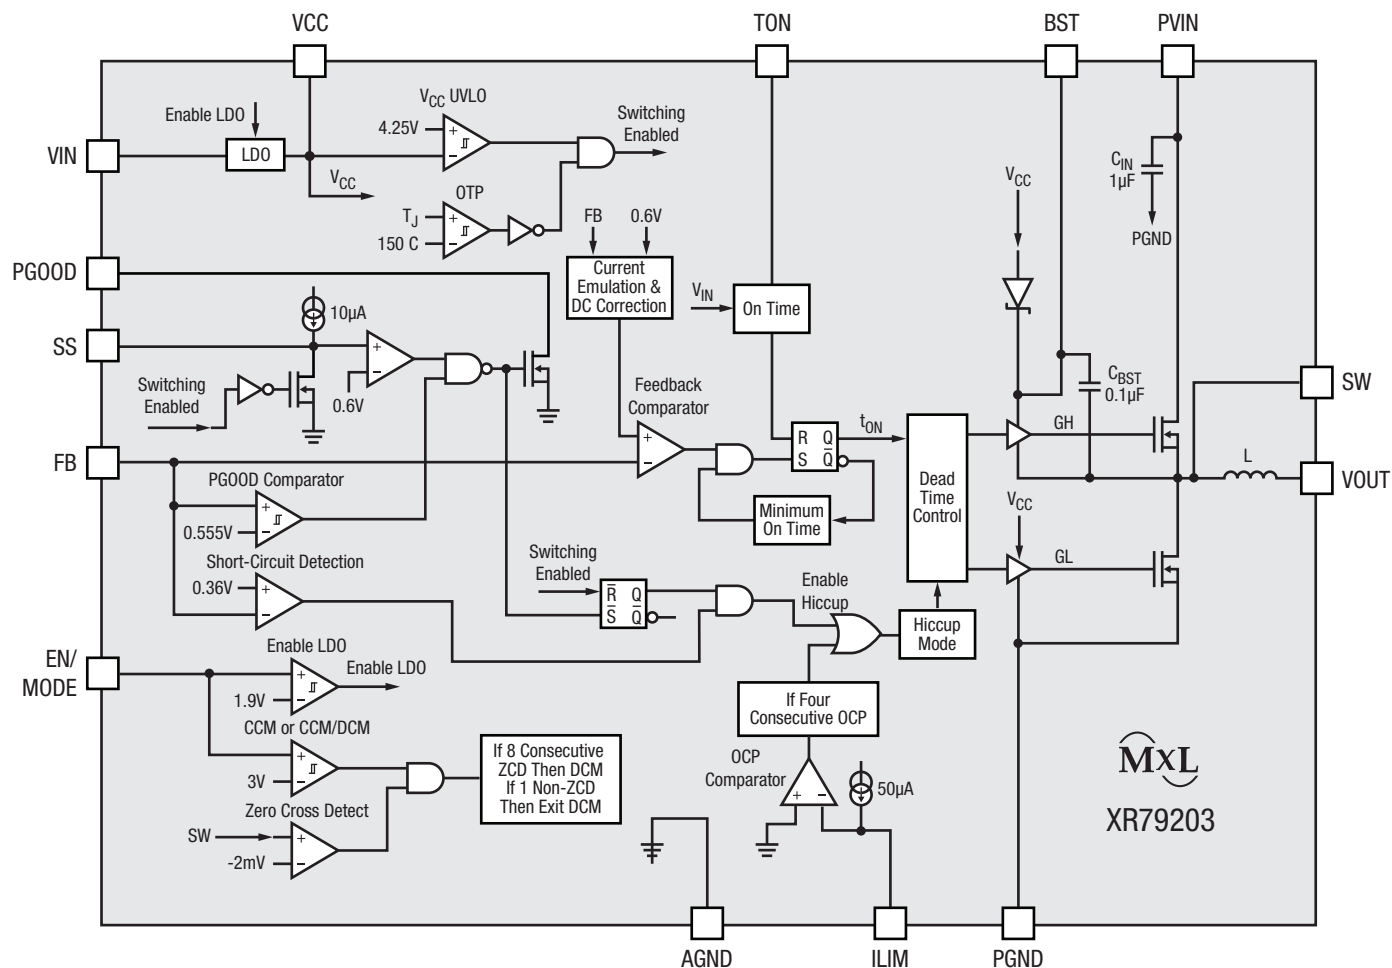 VCC
TON
BST
PVIN
Enable LDO
VCC UVLO
4.25V
+
−
Switching
Enabled
VIN
LDO
VCC
OTP
TJ
150 C
+
−
FB
0.6V
VCC
CIN
1µF
PGND
PGOOD
Current
Emulation &
DC Correction
VIN
On Time
10µA
SS
+
−
0.6V
Switching
Enabled
Feedback
Comparator
CBST
0.1µF
SW
tON
GH
R Q
S Q̅
+
−
FB
L
VOUT
PGOOD Comparator
+
−
0.555V
Minimum
On Time
Dead
Time
Control
VCC
Short-Circuit Detection
0.36V
+
−
Switching
Enabled
R̅ Q
S̅ Q̅
Enable
Hiccup
GL
Hiccup
Mode
EN/
MODE
Enable LDO
+
−
Enable LDO
1.9V
If Four
Consecutive OCP
CCM or CCM/DCM
+
−
3V
If 8 Consecutive
ZCD Then DCM
If 1 Non-ZCD
Then Exit DCM
OCP
Comparator
+ −
50µA
MxL
XR79203
Zero Cross Detect
SW
+
−
-2mV
AGND
ILIM
PGND